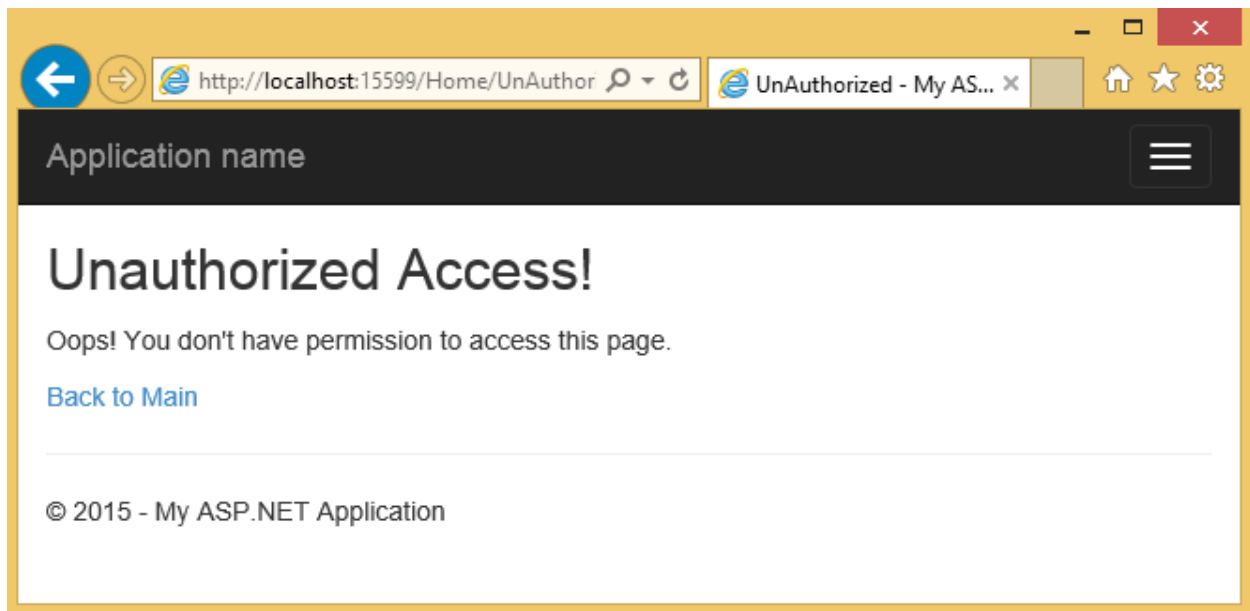 http://localhost:15599/Home/UnAuthor
UnAuthorized - My AS...
Application name
Unauthorized Access!
Oops! You don't have permission to access this page.
Back to Main
© 2015 - My ASP.NET Application